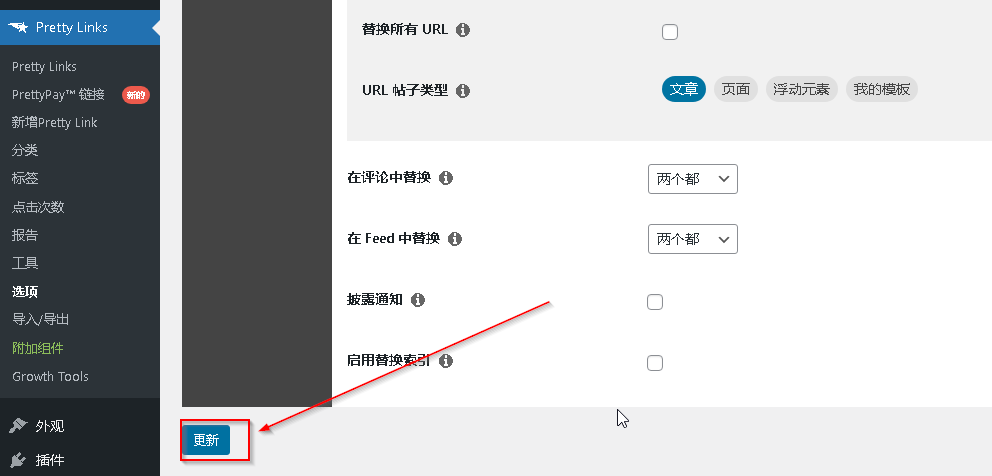 Pretty Links
Pretty Links
PrettyPay™ 链接 新的
新增Pretty Link
分类
标签
点击次数
报告
工具
选项
导入/导出
附加组件
Growth Tools
外观
插件
替换所有 URL
URL 帖子类型 文章 页面 浮动元素 我的模板
在评论中替换 两个都
在 Feed 中替换 两个都
披露通知
启用替换索引
更新